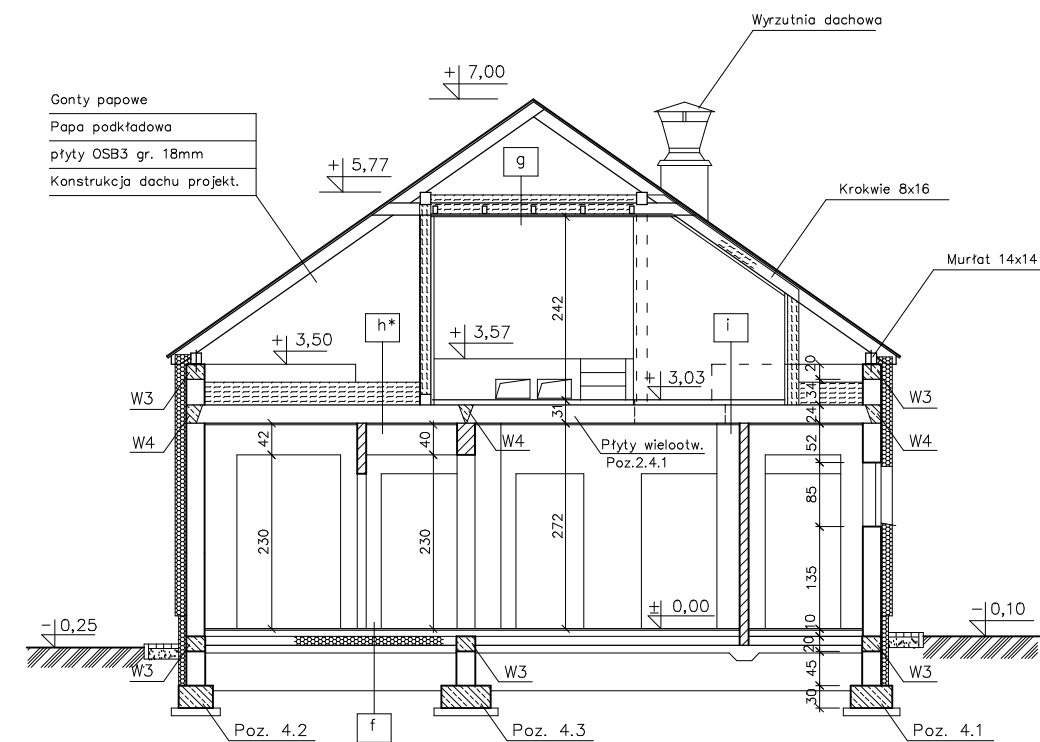 Wyrzutnia dachowa
+ 7,00
Gonty papowe
Papa podkładowa
płyty OSB3 gr. 18mm
Konstrukcja dachu projekt.
+ 5,77
g
Krokwie 8x16
Murłat 14x14
242
h*
i
+ 3,50
+ 3,57
+ 3,03
20
34
31
24
W3
W3
W4
W4
W4
42
40
52
Płyty wielootw.
Poz.2.4.1
85
230
230
272
135
± 0,00
10
-0,25
-0,10
20
W3
W3
W3
45
30
f
Poz. 4.2
Poz. 4.3
Poz. 4.1